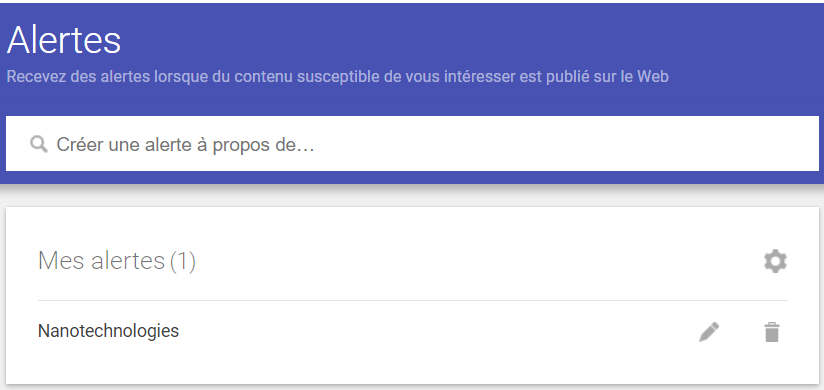 Alertes
Recevez des alertes lorsque du contenu susceptible de vous intéresser est publié sur le Web
Créer une alerte à propos de…
Mes alertes (1)
Nanotechnologies